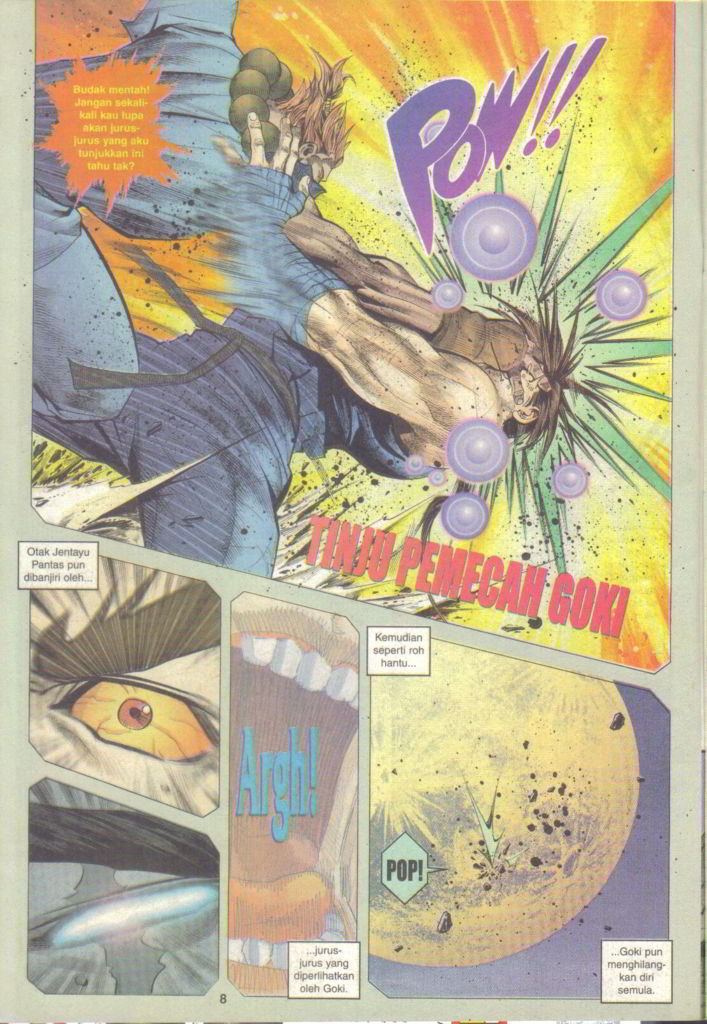 Budak mentah!
Jangan sekali-
kali kau lupa
akan jurus-
jurus yang aku
tunjukkan ini
tahu tak?
POW!!
TINJU PEMECAH GOKI
Otak Jentayu
Pantas pun
dibanjiri oleh...
Argh!
...jurus-
jurus yang
diperlihatkan
oleh Goki.
Kemudian
seperti roh
hantu...
POP!
...Goki pun
menghilang-
kan diri
semula.
8